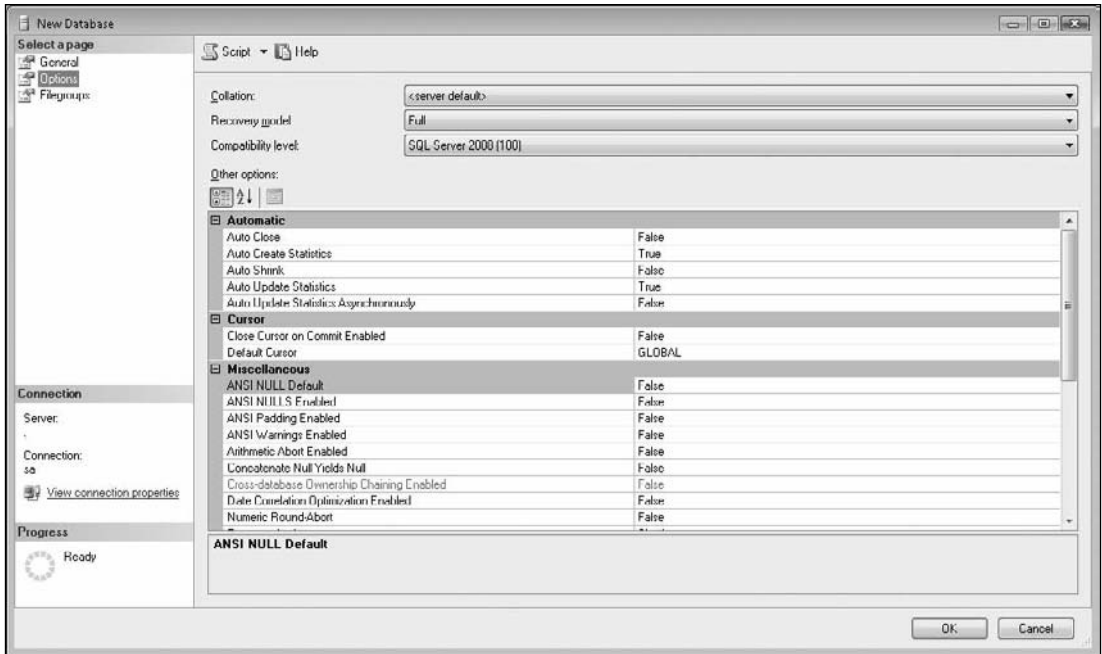 New Database
Select a page
General
Options
Filegroups
Script Help
Collation: <server default>
Recovery model Full
Compatibility level: SQL Server 2000 (100)
Other options:
Automatic
Auto Close False
Auto Create Statistics True
Auto Shrink False
Auto Update Statistics True
Auto Update Statistics Asynchronously False
Cursor
Close Cursor on Commit Enabled False
Default Cursor GLOBAL
Miscellaneous
ANSI NULL Default False
ANSI NULLS Enabled False
ANSI Padding Enabled False
ANSI Warnings Enabled False
Arithmetic Abort Enabled False
Concatenate Null Yields Null False
Cross-database Ownership Chaining Enabled False
Date Correlation Optimization Enabled False
Numeric Round-Abort False
ANSI NULL Default
Connection
Server:
.
Connection:
sa
View connection properties
Progress
Ready
OK Cancel